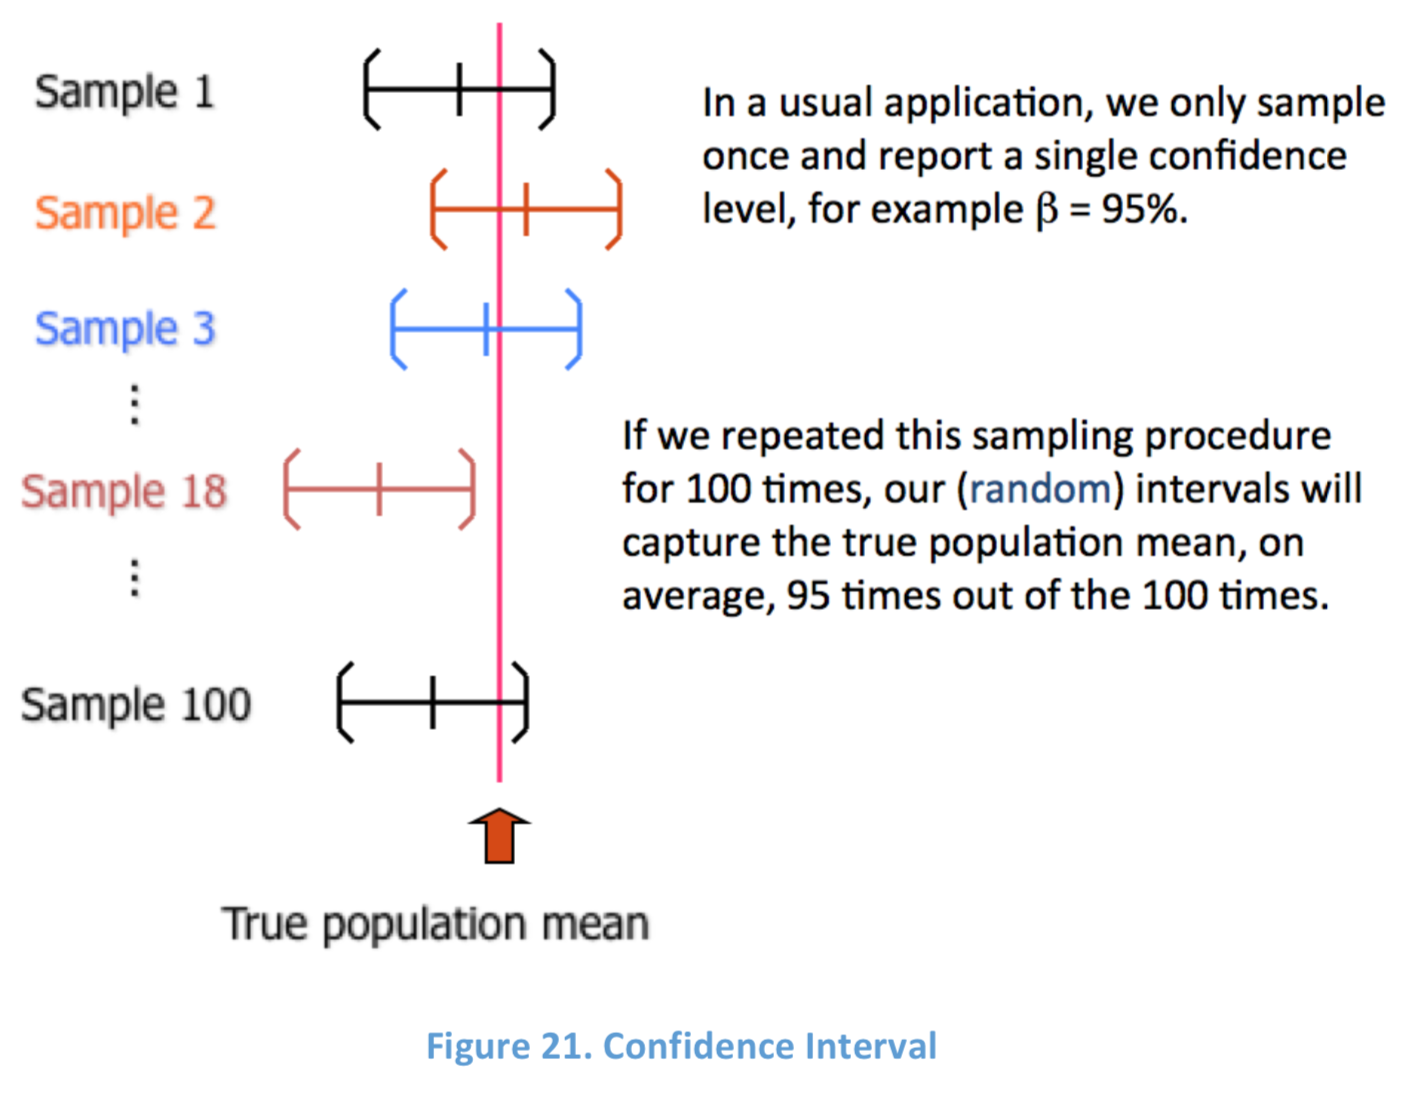 Sample 1
In a usual application, we only sample
once and report a single confidence
level, for example β = 95%.
Sample 2
Sample 3
⋮
If we repeated this sampling procedure
for 100 times, our (random) intervals will
capture the true population mean, on
average, 95 times out of the 100 times.
Sample 18
⋮
Sample 100
True population mean
Figure 21. Confidence Interval